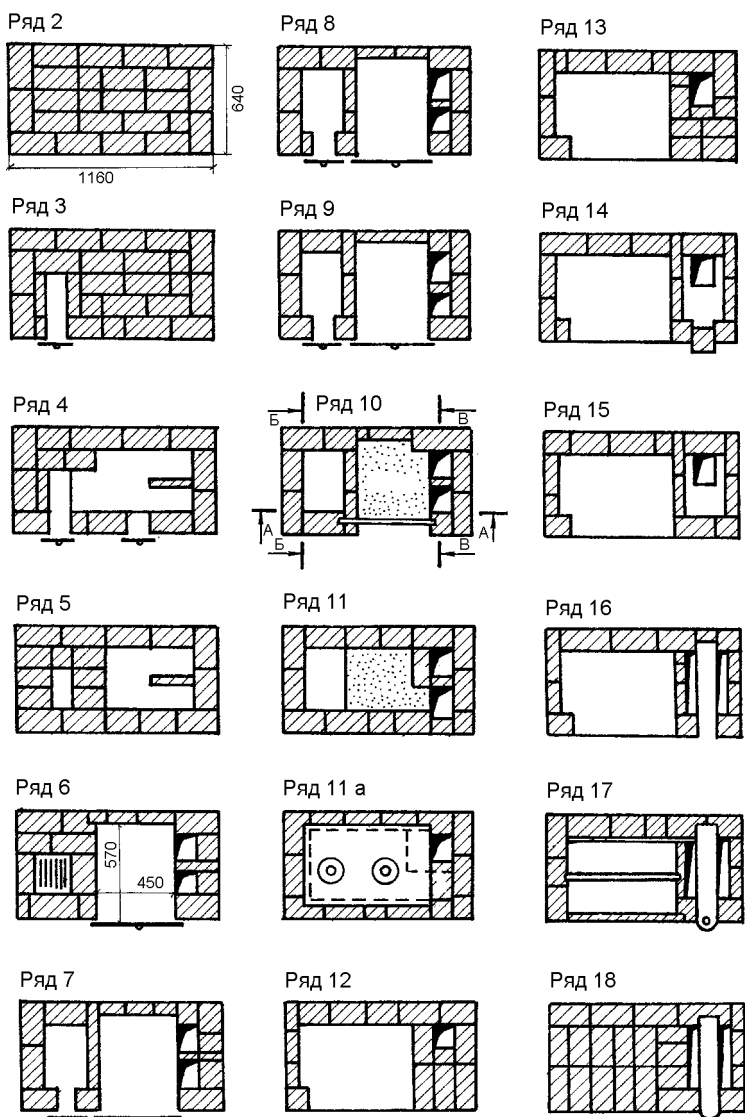 Ряд 2
640
1160
Ряд 3
Ряд 4
Ряд 5
Ряд 6
570
450
Ряд 7
Ряд 8
Ряд 9
Б
Ряд 10
В
А
А
Б
В
Ряд 11
Ряд 11 а
Ряд 12
Ряд 13
Ряд 14
Ряд 15
Ряд 16
Ряд 17
Ряд 18